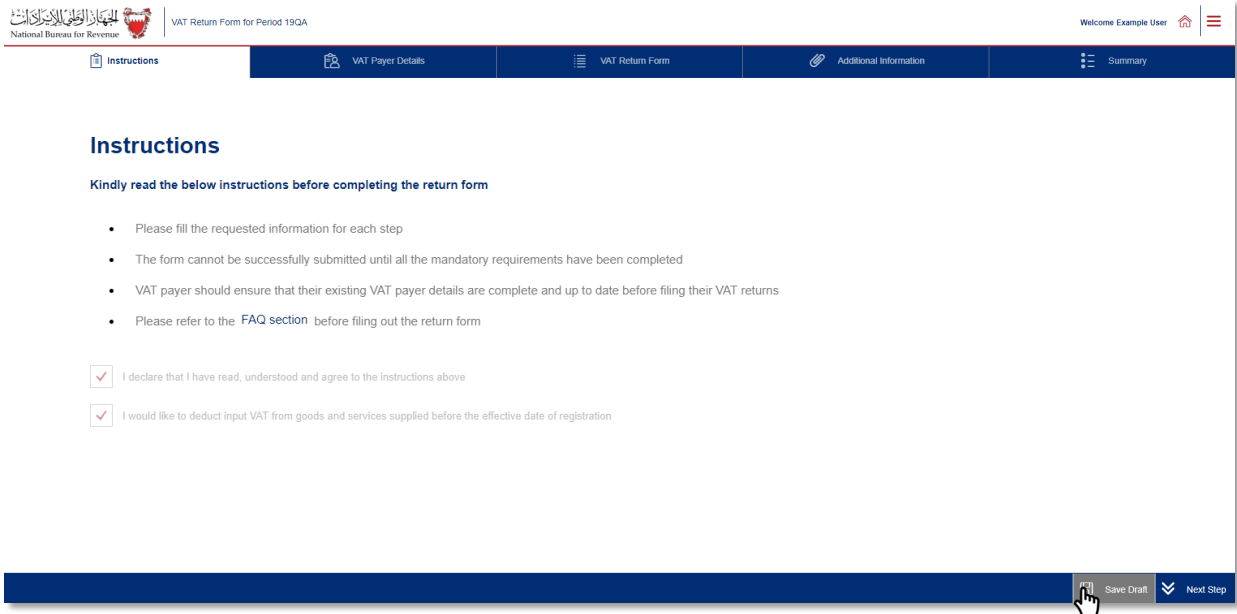 الجهاز الوطني للإيرادات
National Bureau for Revenue
VAT Return Form for Period 19QA
Welcome Example User
Instructions
VAT Payer Details
VAT Return Form
Additional Information
Summary
Instructions
Kindly read the below instructions before completing the return form
• Please fill the requested information for each step
• The form cannot be successfully submitted until all the mandatory requirements have been completed
• VAT payer should ensure that their existing VAT payer details are complete and up to date before filing their VAT returns
• Please refer to the FAQ section before filing out the return form
I declare that I have read, understood and agree to the instructions above
I would like to deduct input VAT from goods and services supplied before the effective date of registration
Save Draft
Next Step